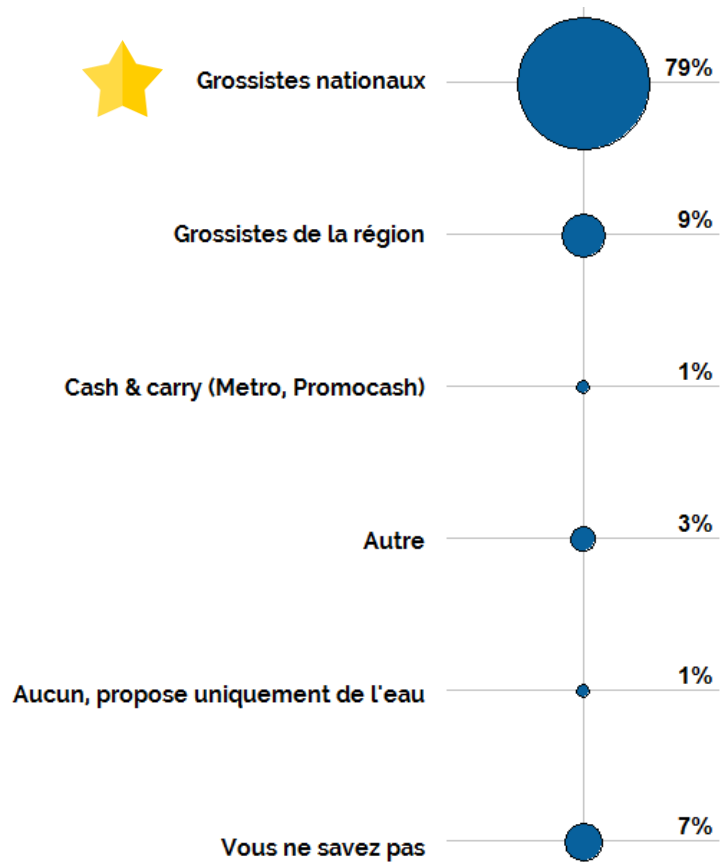 Grossistes nationaux 79%
Grossistes de la région 9%
Cash & carry (Metro, Promocash) 1%
Autre 3%
Aucun, propose uniquement de l'eau 1%
Vous ne savez pas 7%